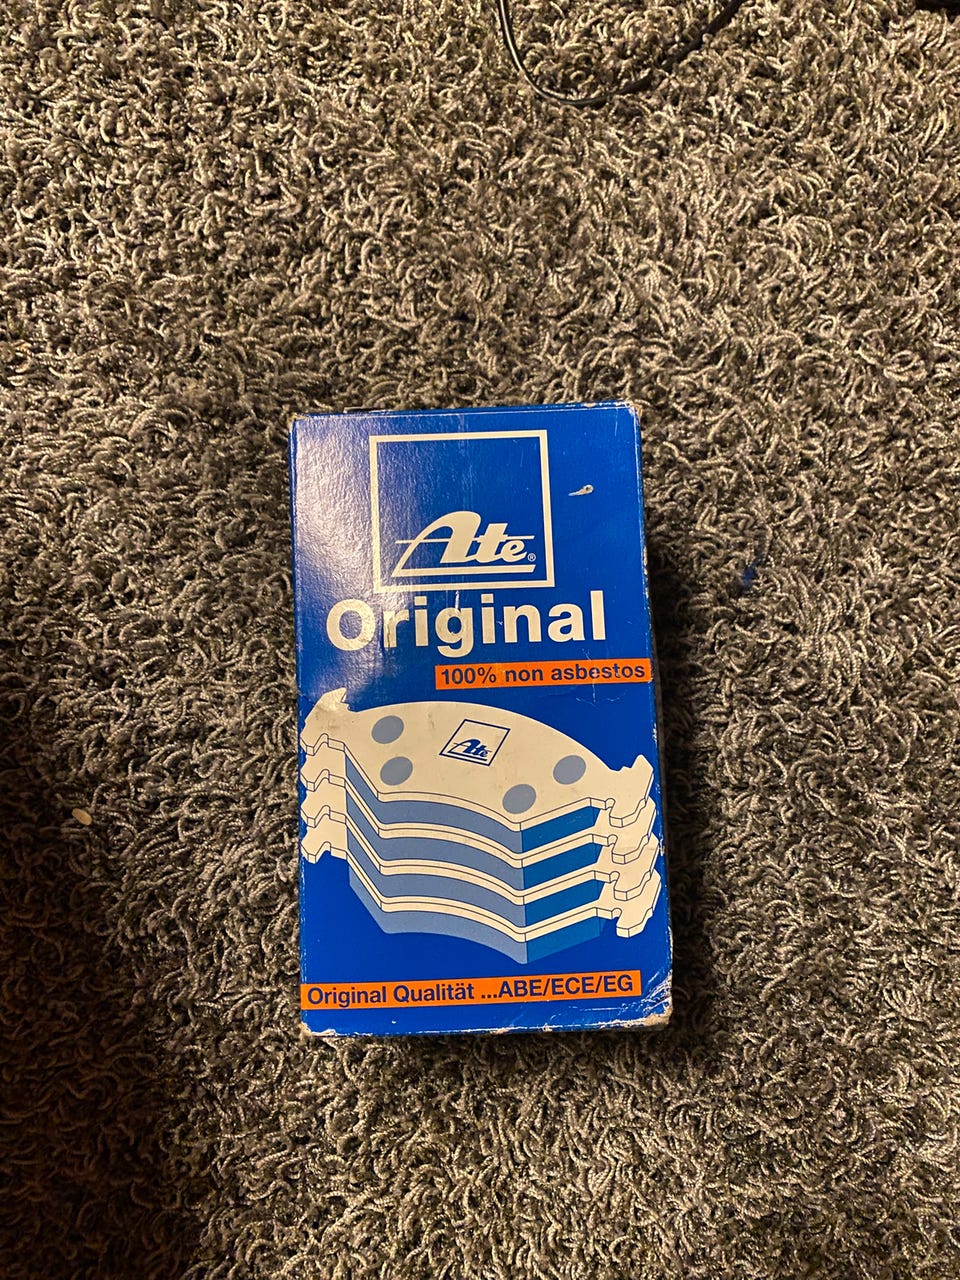 Ate®
Original
100% non asbestos
Ate
Original Qualität ...ABE/ECE/EG